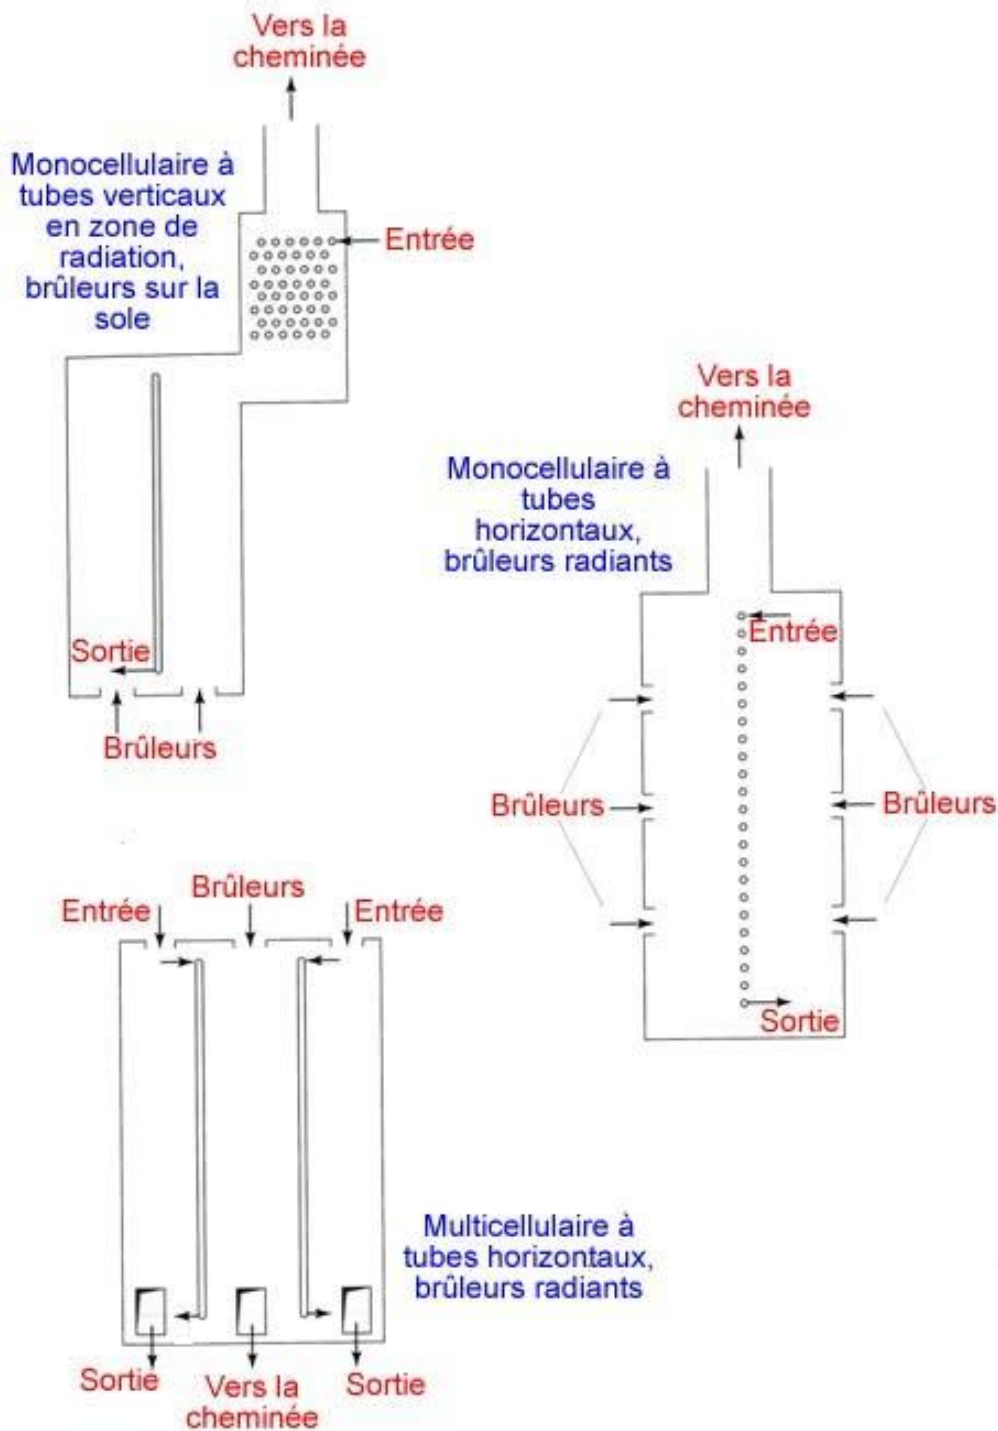 Vers la
cheminée
Monocellulaire à
tubes verticaux
en zone de
radiation,
brûleurs sur la
sole
Entrée
Sortie
Brûleurs
Vers la
cheminée
Monocellulaire à
tubes
horizontaux,
brûleurs radiants
Entrée
Brûleurs
Brûleurs
Sortie
Brûleurs
Entrée
Entrée
Multicellulaire à
tubes horizontaux,
brûleurs radiants
Sortie
Vers la
cheminée
Sortie